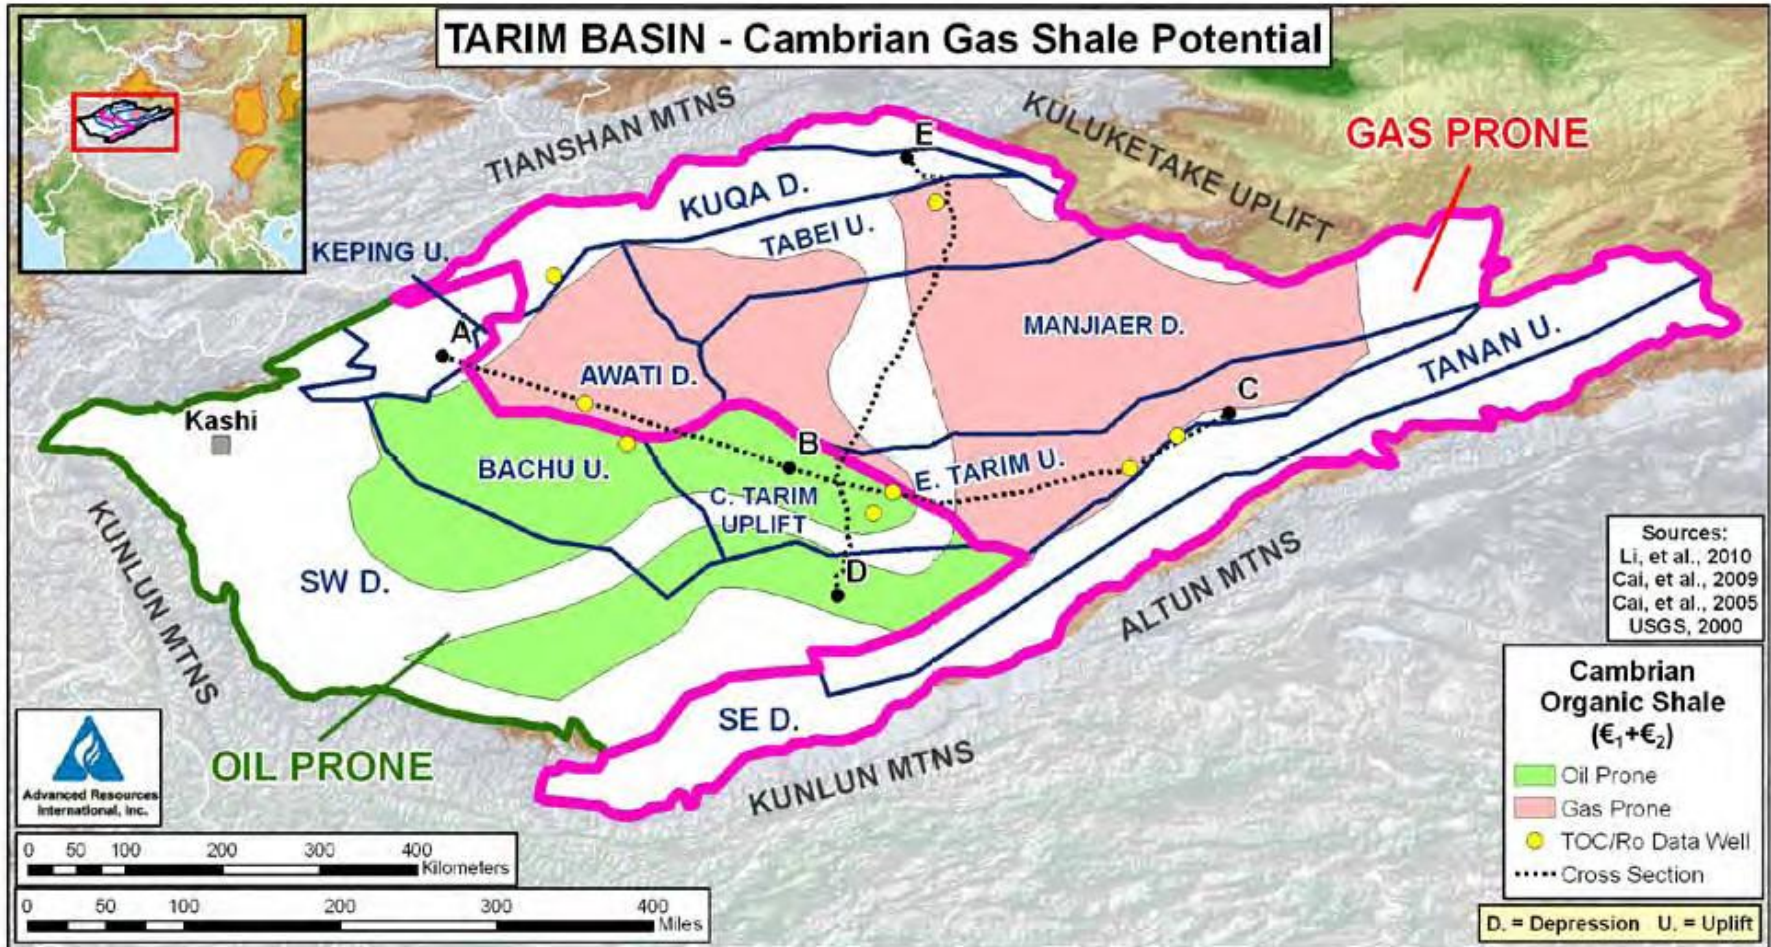 TARIM BASIN - Cambrian Gas Shale Potential
TIANSHAN MTNS
KULUKETAKE UPLIFT
GAS PRONE
E
KUQA D.
TABEI U.
KEPING U.
A
MANJIAER D.
TANAN U.
AWATI D.
C
Kashi
B
BACHU U.
E. TARIM U.
C. TARIM
UPLIFT
KUNLUN MTNS
SW D.
D
ALTUN MTNS
SE D.
OIL PRONE
KUNLUN MTNS
Sources:
Li, et al., 2010
Cai, et al., 2009
Cai, et al., 2005
USGS, 2000
Cambrian
Organic Shale
(€₁+€₂)
Oil Prone
Gas Prone
TOC/Ro Data Well
Cross Section
D. = Depression U. = Uplift
Advanced Resources
International, Inc.
0 50 100 200 300 400
Kilometers
0 50 100 200 300 400
Miles